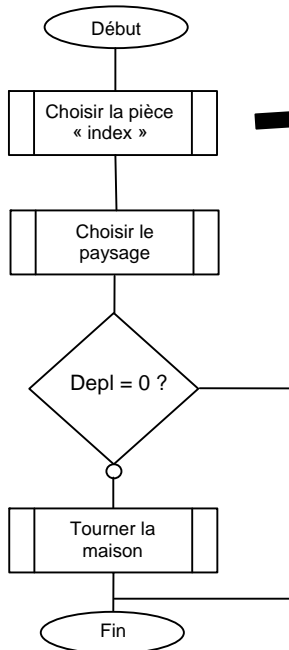 Début
Choisir la pièce
« index »
Choisir le
paysage
Depl = 0 ?
Tourner la
maison
Fin